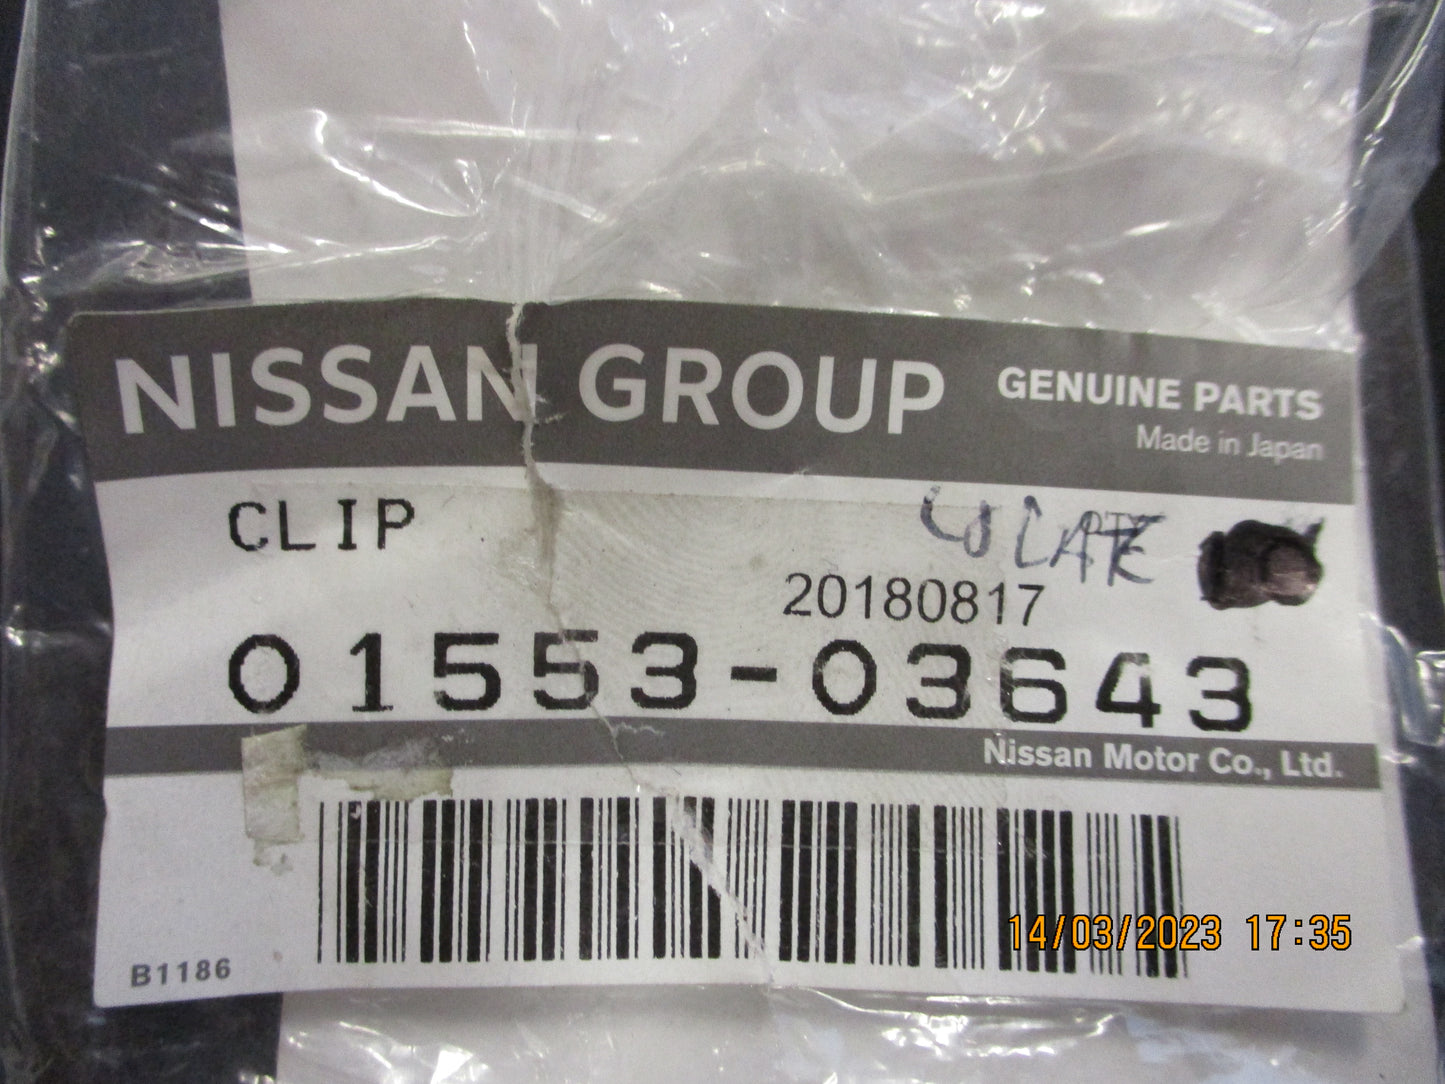 NISSAN GROUP
GENUINE PARTS
Made in Japan
CLIP
20180817
01553-03643
Nissan Motor Co., Ltd.
B1186
14/03/2023 17:35